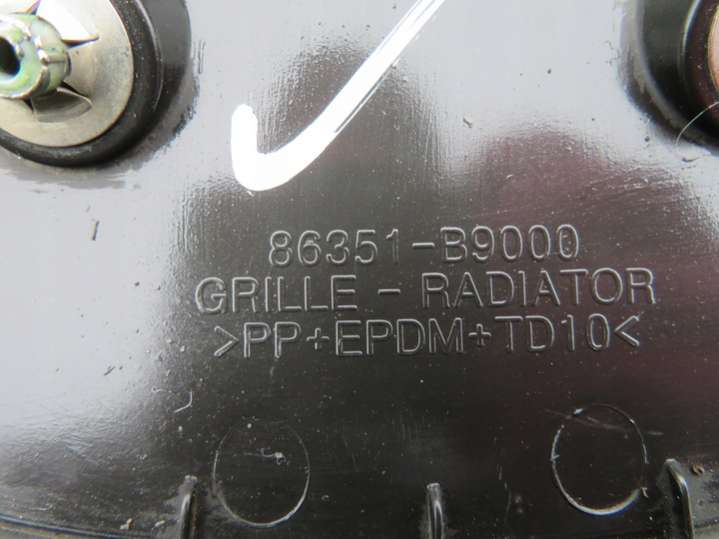 86351-B9000
GRILLE - RADIATOR
>PP+EPDM+TD10<